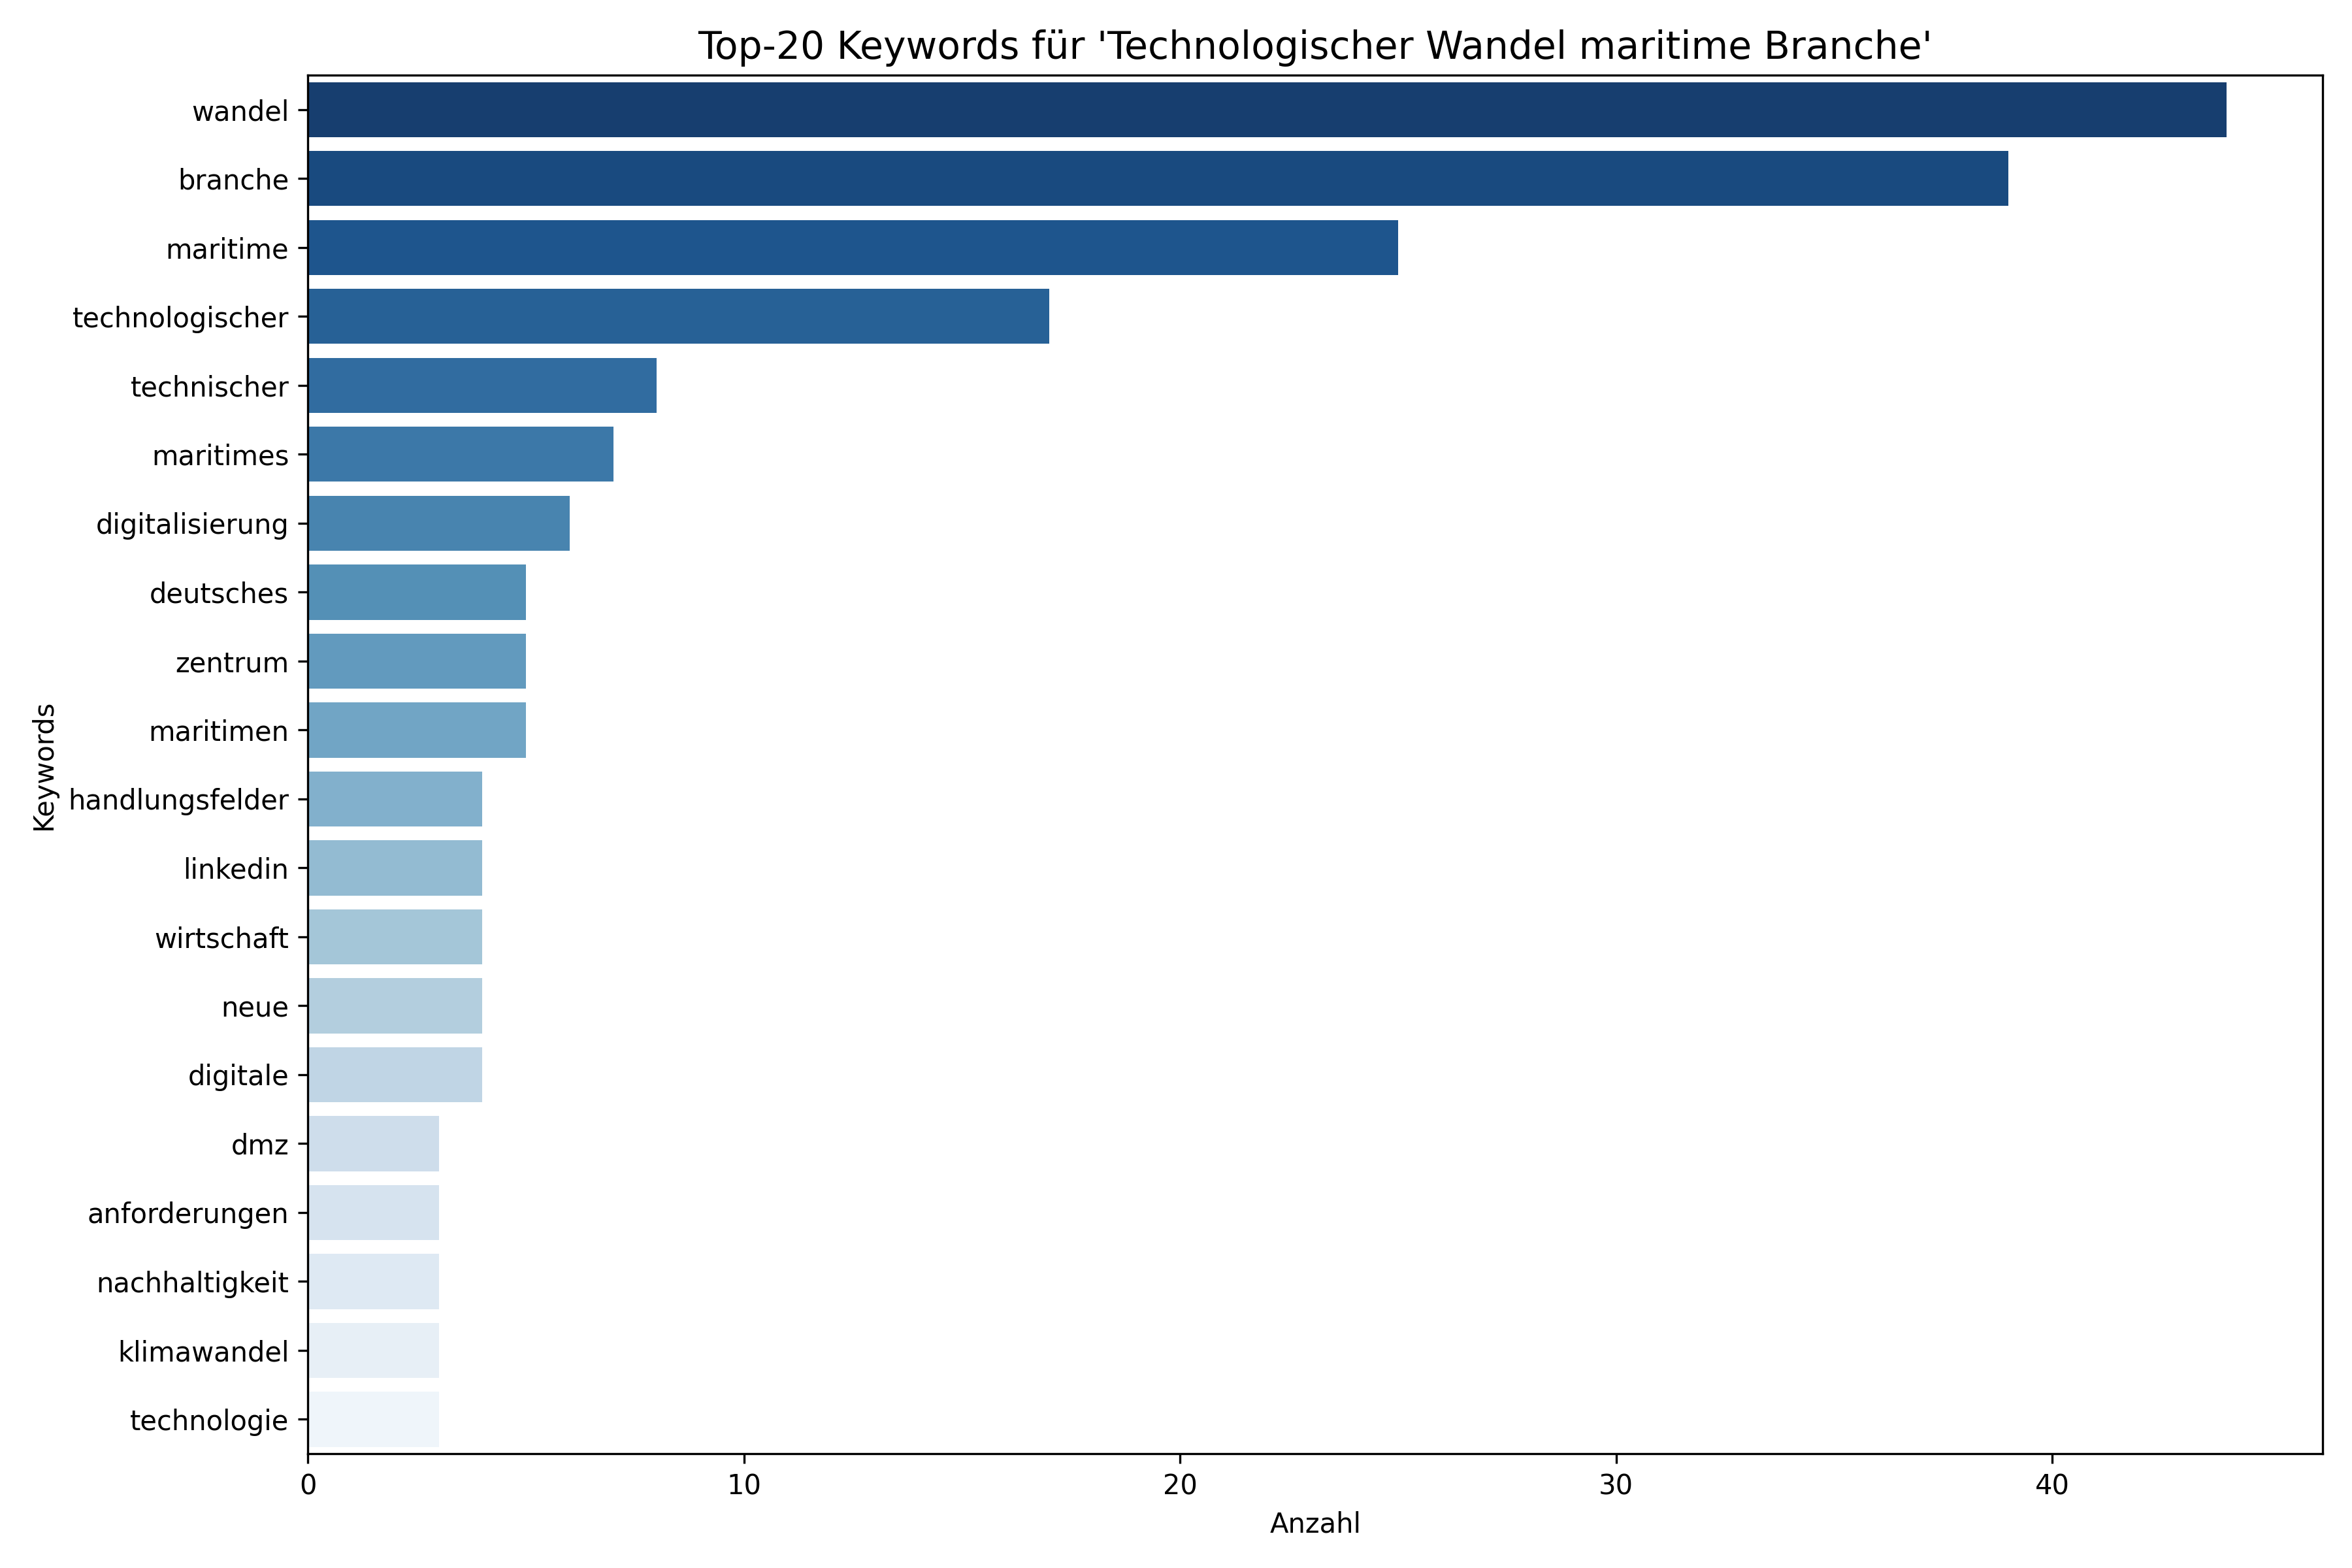 Top-20 Keywords für 'Technologischer Wandel maritime Branche'
wandel
branche
maritime
technologischer
technischer
maritimes
digitalisierung
deutsches
zentrum
maritimen
handlungsfelder
linkedin
wirtschaft
neue
digitale
dmz
anforderungen
nachhaltigkeit
klimawandel
technologie
Keywords
0 10 20 30 40
Anzahl